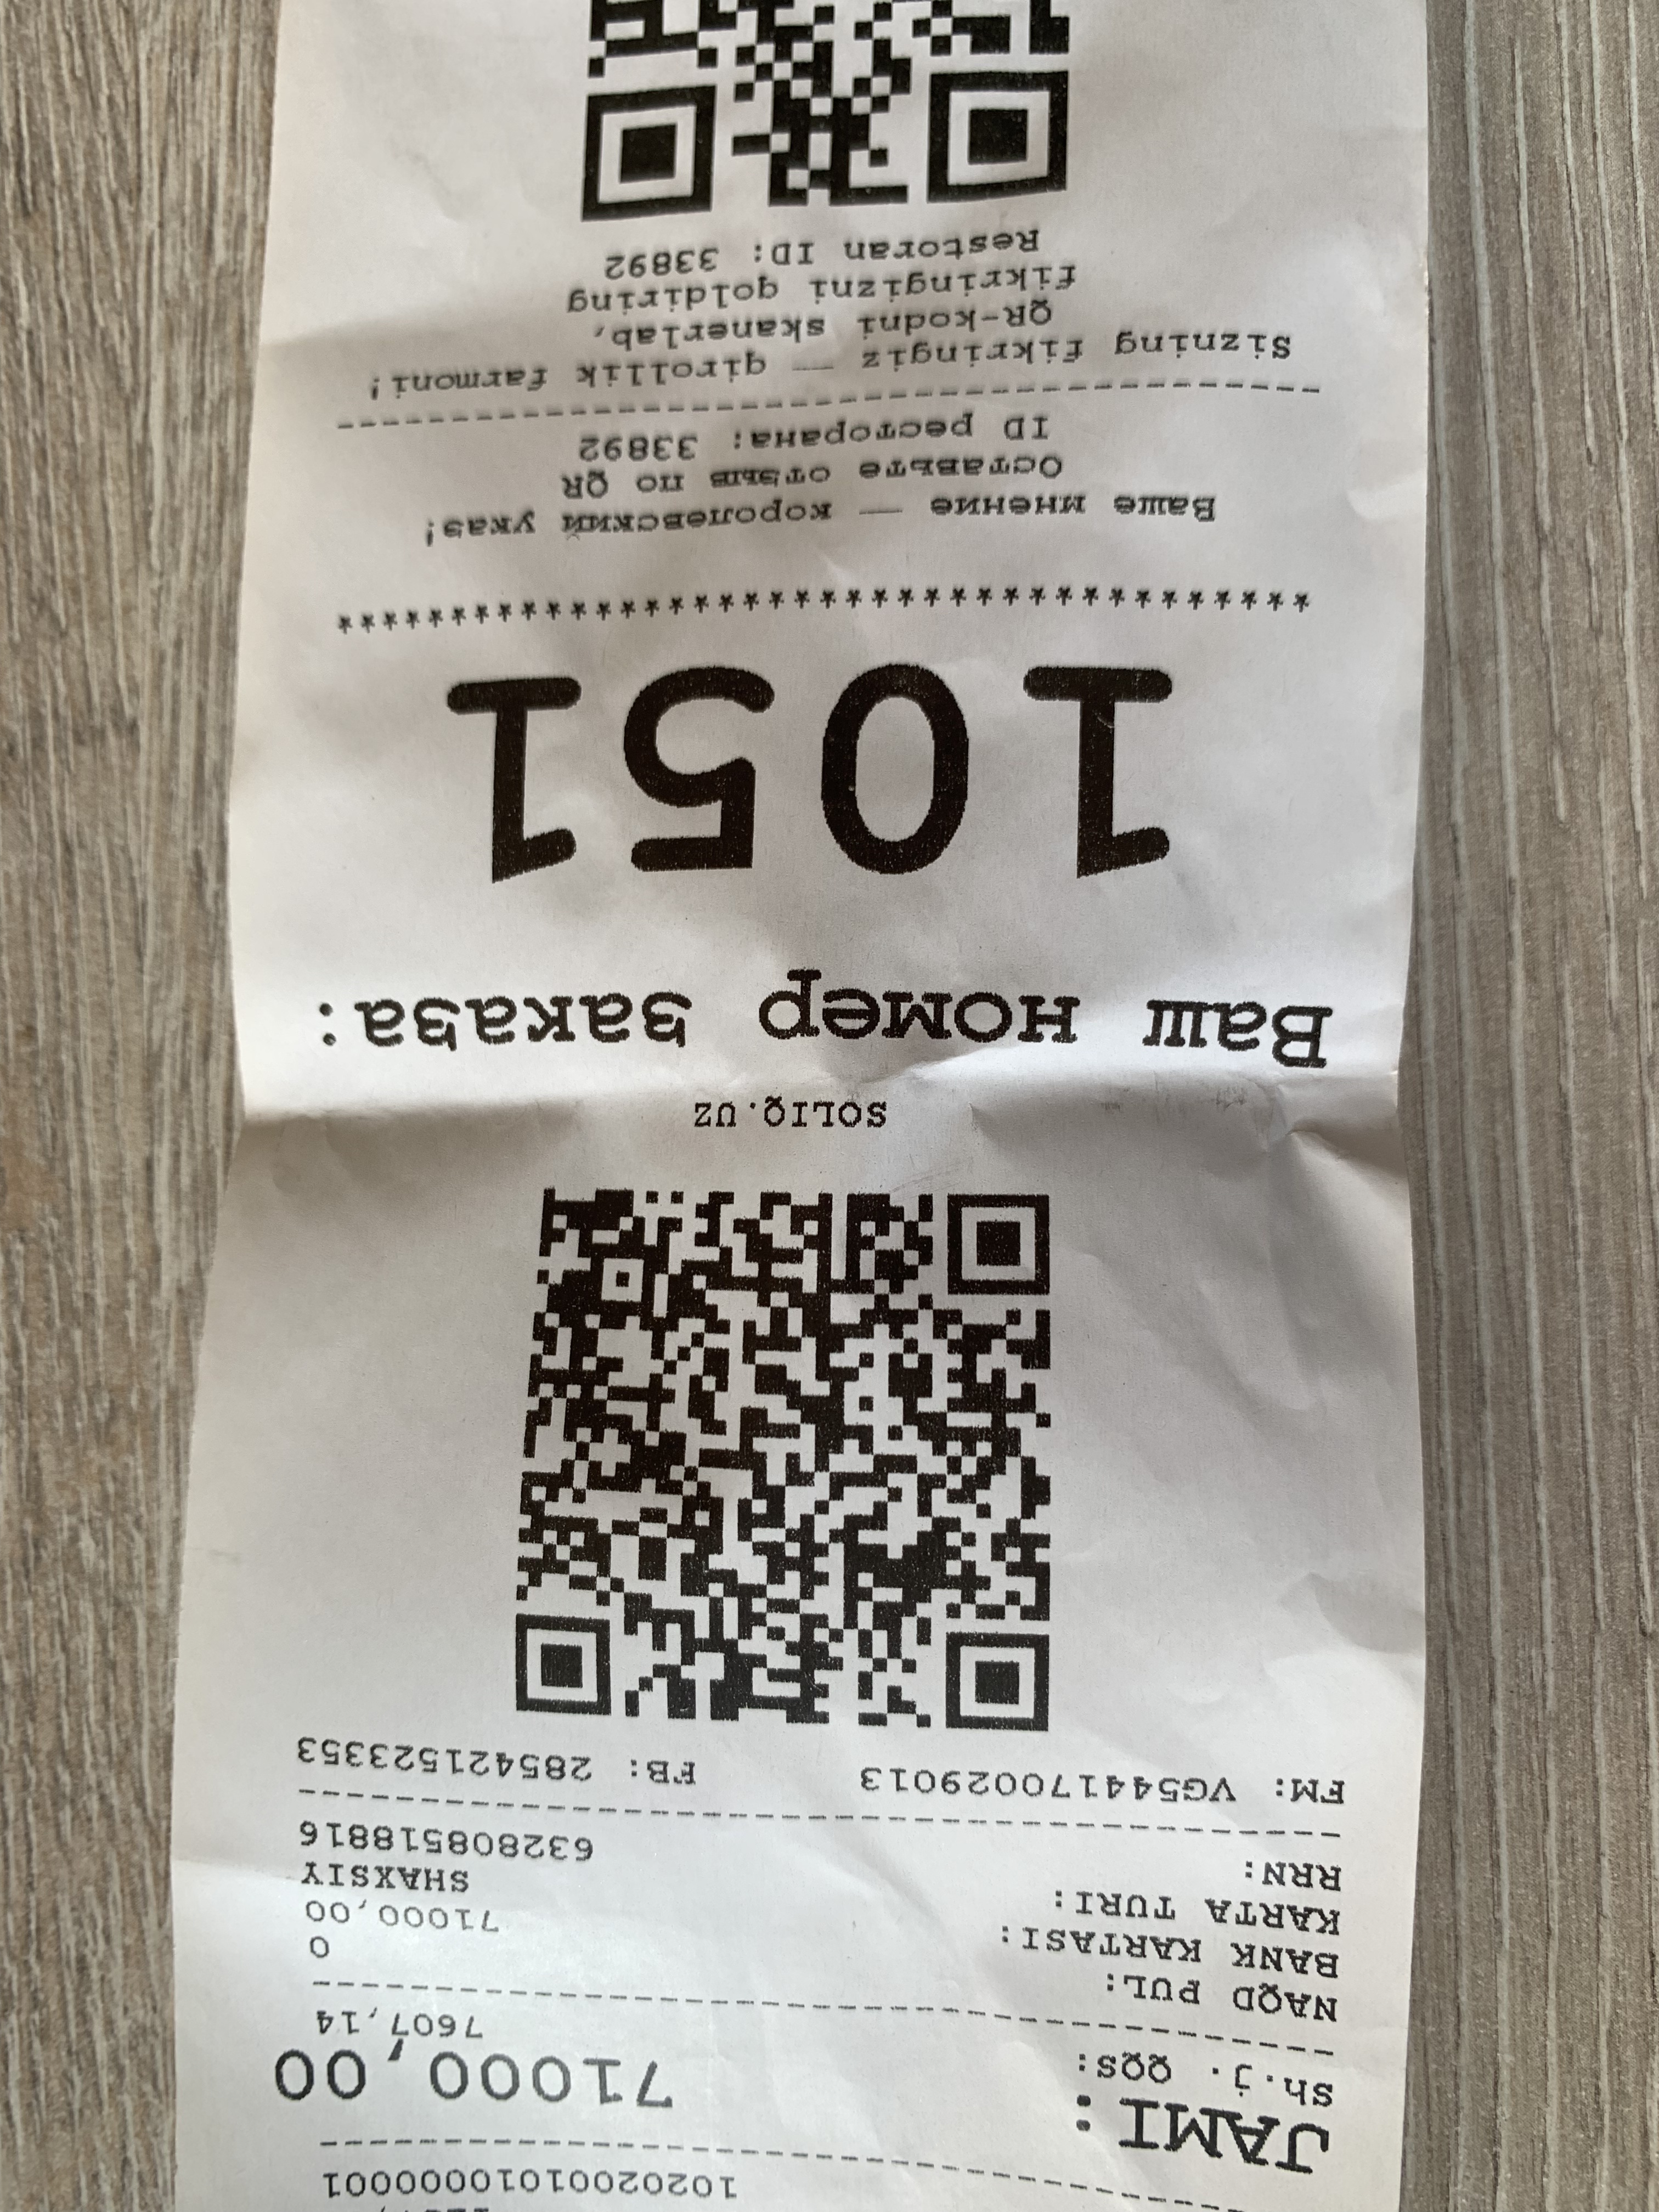 10202001010000001
JAMI: 71000,00
Sh.j. QQS: 7607,14
NAQD PUL: 0
BANK KARTASI: 71000,00
KARTA TURI: SHAXSIY
RRN: 632808518816
FM: VG544170029013 FB: 285421523353
SOLIQ.UZ
Ваш номер заказа:
1051
****************************************
Ваше мнение — королевский указ!
Оставьте отзыв по QR
ID ресторана: 33892
Sizning fikringiz — qirollik farmoni!
QR-kodni skanerlab,
fikringizni qoldiring
Restoran ID: 33892